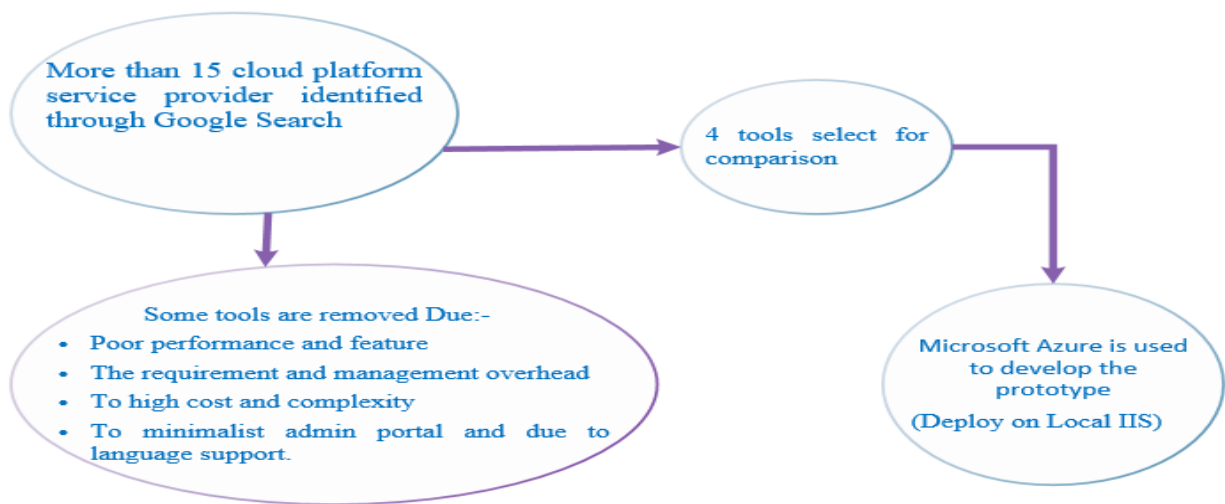 More than 15 cloud platform
service provider identified
through Google Search
4 tools select for
comparison
Some tools are removed Due:-
• Poor performance and feature
• The requirement and management overhead
• To high cost and complexity
• To minimalist admin portal and due to
language support.
Microsoft Azure is used
to develop the
prototype
(Deploy on Local IIS)